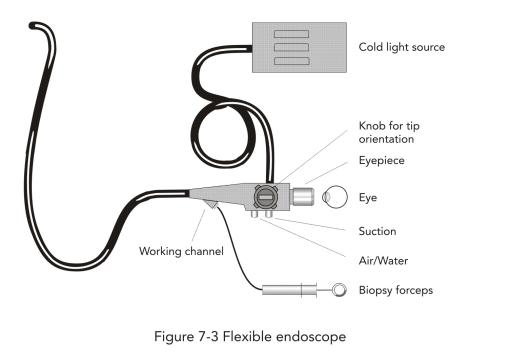 Cold light source
Knob for tip
orientation
Eyepiece
Eye
Suction
Working channel
Air/Water
Biopsy forceps
Figure 7-3 Flexible endoscope